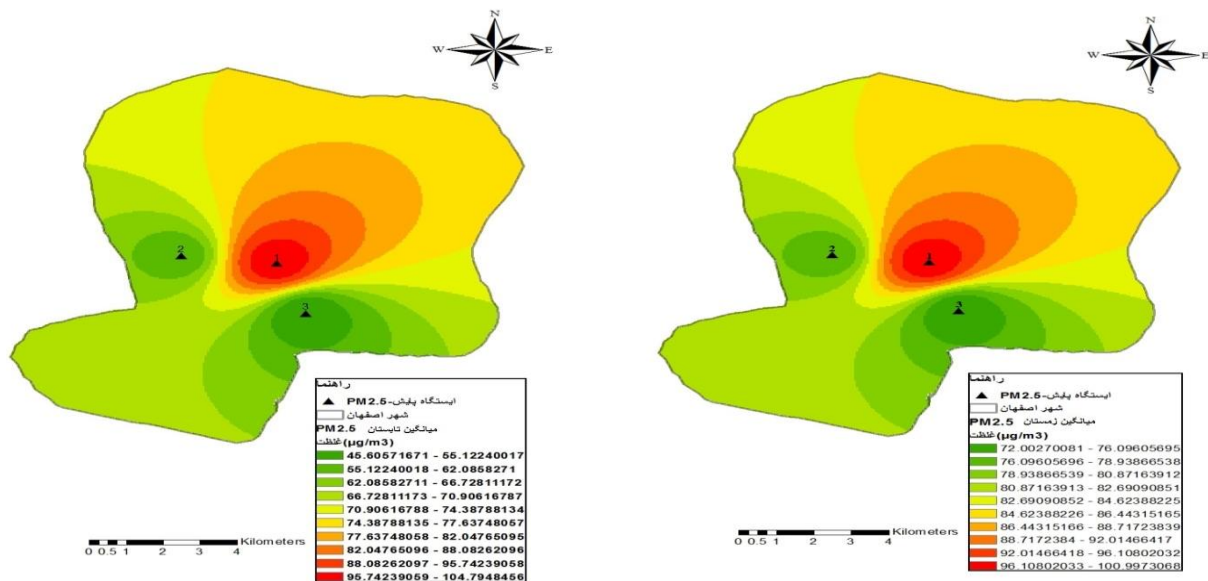 N
W E
S
2
1
3
راهنما
ایستگاه پایش-PM2.5
شهر اصفهان
میانگین تابستان PM2.5
غلظت(µg/m3)
45.60571671 - 55.12240017
55.12240018 - 62.0858271
62.08582711 - 66.72811172
66.72811173 - 70.90616787
70.90616788 - 74.38788134
74.38788135 - 77.63748057
77.63748058 - 82.04765095
82.04765096 - 88.08262096
88.08262097 - 95.74239058
95.74239059 - 104.7948456
Kilometers
0 0.5 1 2 3 4
N
W E
S
2
1
3
راهنما
ایستگاه پایش-PM2.5
شهر اصفهان
میانگین زمستان PM2.5
غلظت(µg/m3)
72.00270081 - 76.09605695
76.09605696 - 78.93866538
78.93866539 - 80.87163912
80.87163913 - 82.69090851
82.69090852 - 84.62388225
84.62388226 - 86.44315165
86.44315166 - 88.71723839
88.7172384 - 92.01466417
92.01466418 - 96.10802032
96.10802033 - 100.9973068
Kilometers
0 0.5 1 2 3 4